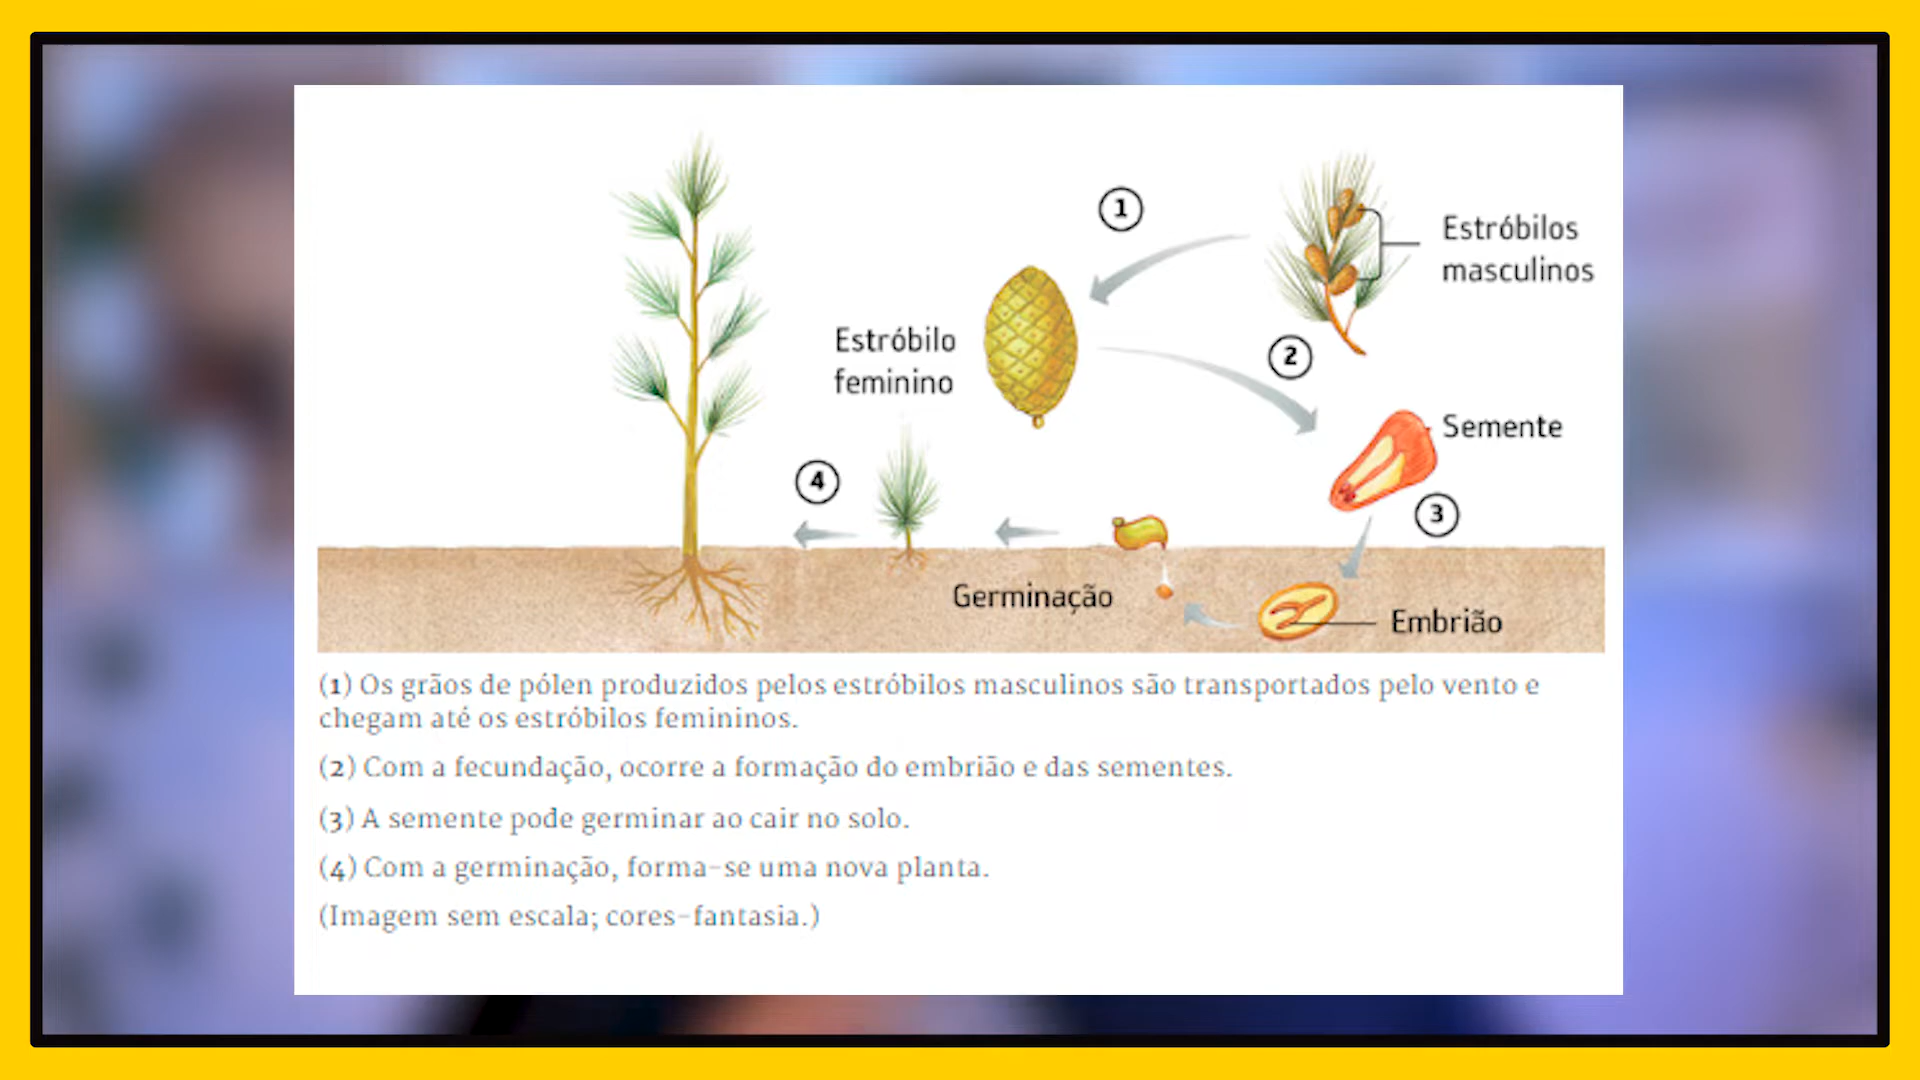 1
Estróbilos
masculinos
Estróbilo
feminino
2
Semente
4
3
Germinação
Embrião
(1) Os grãos de pólen produzidos pelos estróbilos masculinos são transportados pelo vento e
chegam até os estróbilos femininos.
(2) Com a fecundação, ocorre a formação do embrião e das sementes.
(3) A semente pode germinar ao cair no solo.
(4) Com a germinação, forma-se uma nova planta.
(Imagem sem escala; cores-fantasia.)